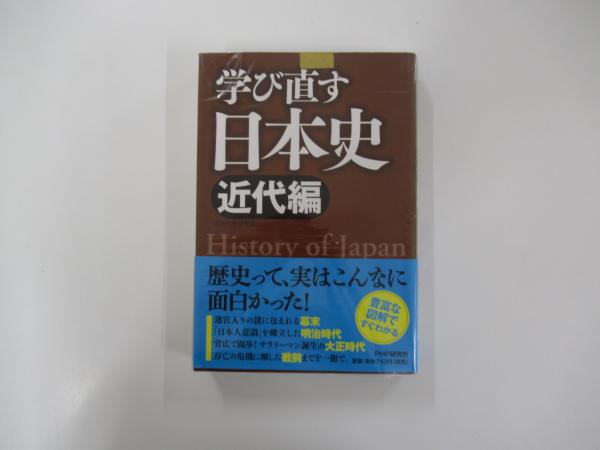 学び直す
日本史
近代編
History of Japan
歴史って、実はこんなに
面白かった!
迷宮入りの謎に包まれる幕末
「日本人意識」を確立した明治時代
背広で闊歩!サラリーマン誕生の大正時代
存亡の危機に瀕した戦前までを一冊で。
豊富な
図解で
すぐわかる
PHP研究所